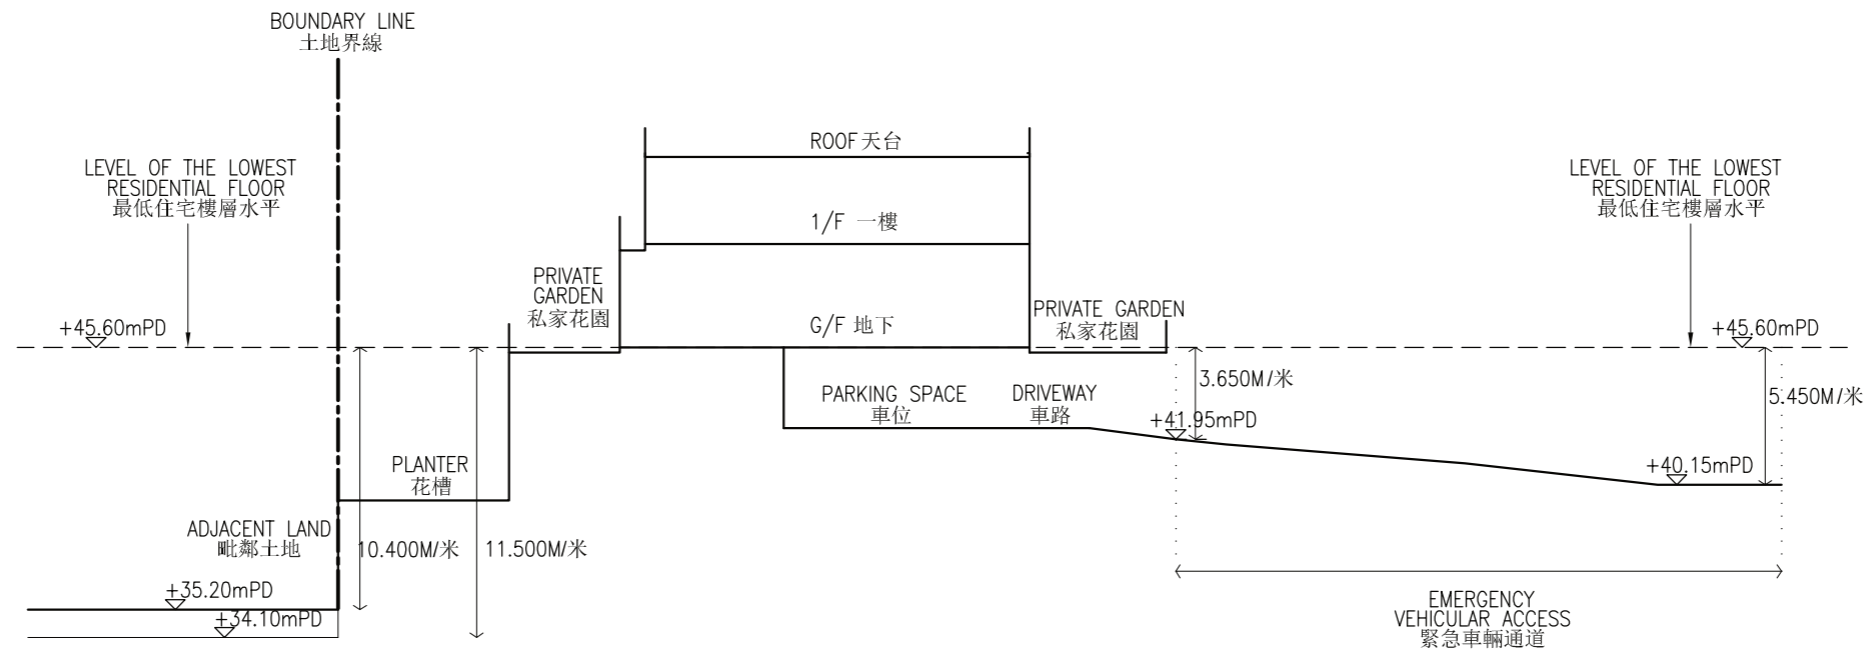 BOUNDARY LINE
土地界線
ROOF 天台
LEVEL OF THE LOWEST
RESIDENTIAL FLOOR
最低住宅樓層水平
LEVEL OF THE LOWEST
RESIDENTIAL FLOOR
最低住宅樓層水平
1/F 一樓
PRIVATE
GARDEN
私家花園
PRIVATE GARDEN
私家花園
G/F 地下
+45.60mPD
+45.60mPD
3.650M/米
5.450M/米
PARKING SPACE
車位
DRIVEWAY
車路
+41.95mPD
PLANTER
花槽
+40.15mPD
ADJACENT LAND
毗鄰土地
10.400M/米
11.500M/米
+35.20mPD
+34.10mPD
EMERGENCY
VEHICULAR ACCESS
緊急車輛通道